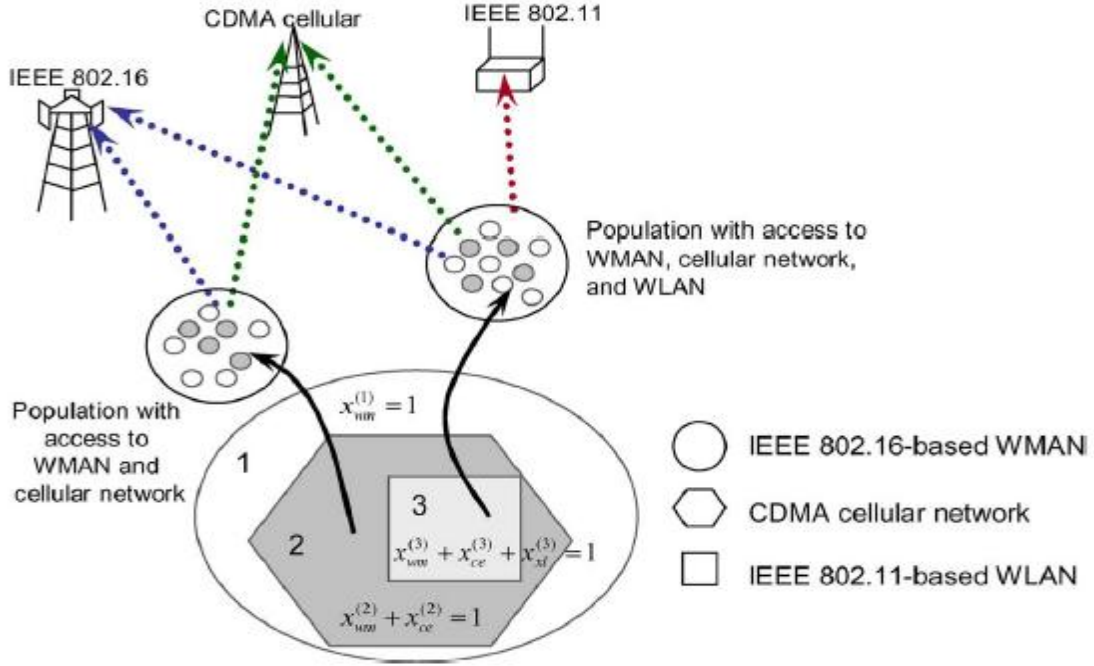 CDMA cellular
IEEE 802.11
IEEE 802.16
Population with access to
WMAN, cellular network,
and WLAN
Population with
access to
WMAN and
cellular network
x_{wm}^{(1)} = 1
1
2
3
x_{wm}^{(3)} + x_{ce}^{(3)} + x_{xl}^{(3)} = 1
x_{wm}^{(2)} + x_{ce}^{(2)} = 1
IEEE 802.16-based WMAN
CDMA cellular network
IEEE 802.11-based WLAN